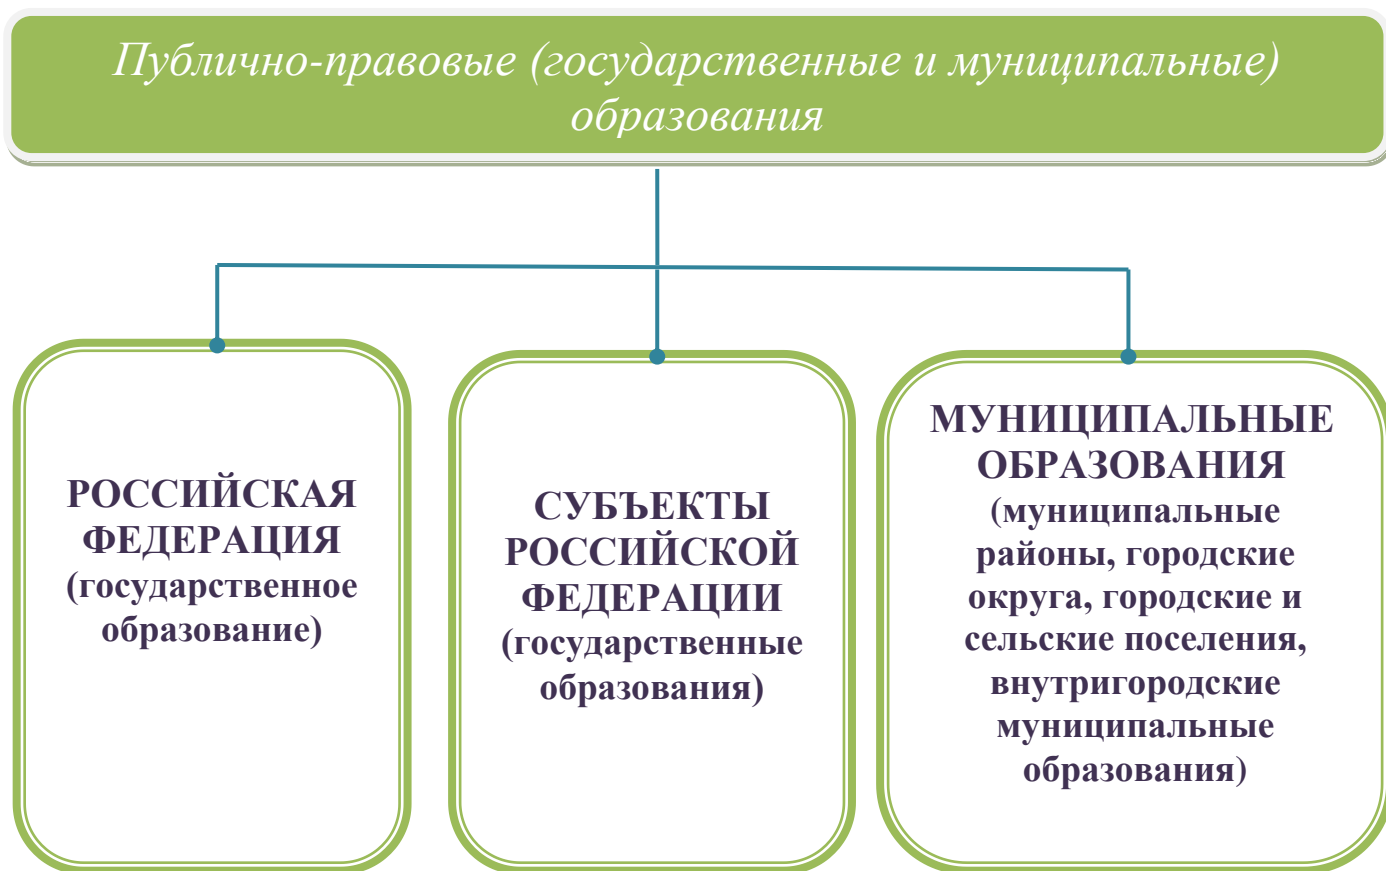 Публично-правовые (государственные и муниципальные)
образования
РОССИЙСКАЯ
ФЕДЕРАЦИЯ
(государственное
образование)
СУБЪЕКТЫ
РОССИЙСКОЙ
ФЕДЕРАЦИИ
(государственные
образования)
МУНИЦИПАЛЬНЫЕ
ОБРАЗОВАНИЯ
(муниципальные
районы, городские
округа, городские и
сельские поселения,
внутригородские
муниципальные
образования)